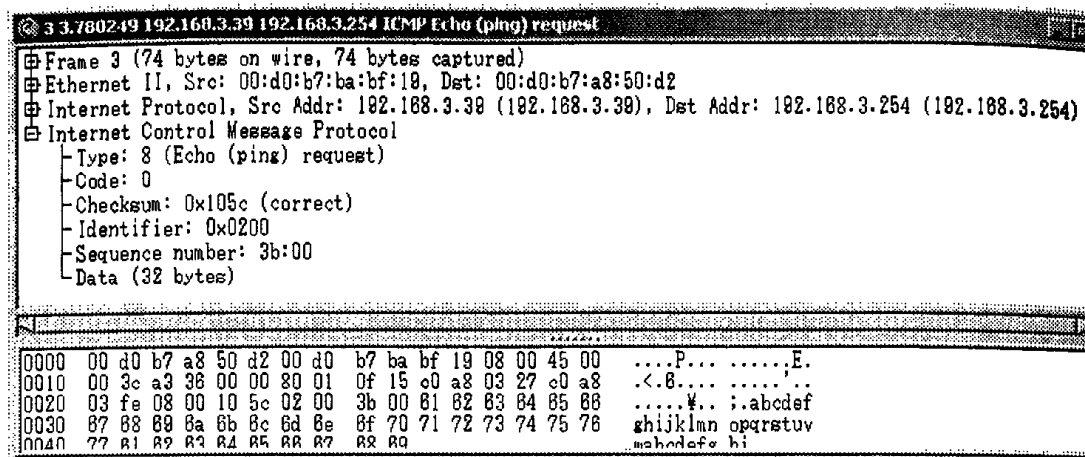 3 3.780249 192.168.3.39 192.168.3.254 ICMP Echo (ping) request
Frame 3 (74 bytes on wire, 74 bytes captured)
Ethernet II, Src: 00:d0:b7:ba:bf:19, Dst: 00:d0:b7:a8:50:d2
Internet Protocol, Src Addr: 192.168.3.39 (192.168.3.39), Dst Addr: 192.168.3.254 (192.168.3.254)
Internet Control Message Protocol
Type: 8 (Echo (ping) request)
Code: 0
Checksum: 0x105c (correct)
Identifier: 0x0200
Sequence number: 3b:00
Data (32 bytes)
0000 00 d0 b7 a8 50 d2 00 d0 b7 ba bf 19 08 00 45 00 ....P... ......E.
0010 00 3c a3 36 00 00 80 01 0f 15 c0 a8 03 27 c0 a8 .<.6.... .....'..
0020 03 fe 08 00 10 5c 02 00 3b 00 61 62 63 64 65 66 .....¥.. ;.abcdef
0030 67 68 69 6a 6b 6c 6d 6e 6f 70 71 72 73 74 75 76 ghijklmn opqrstuv
0040 77 61 62 63 64 65 66 67 68 69 wabcdefg hi